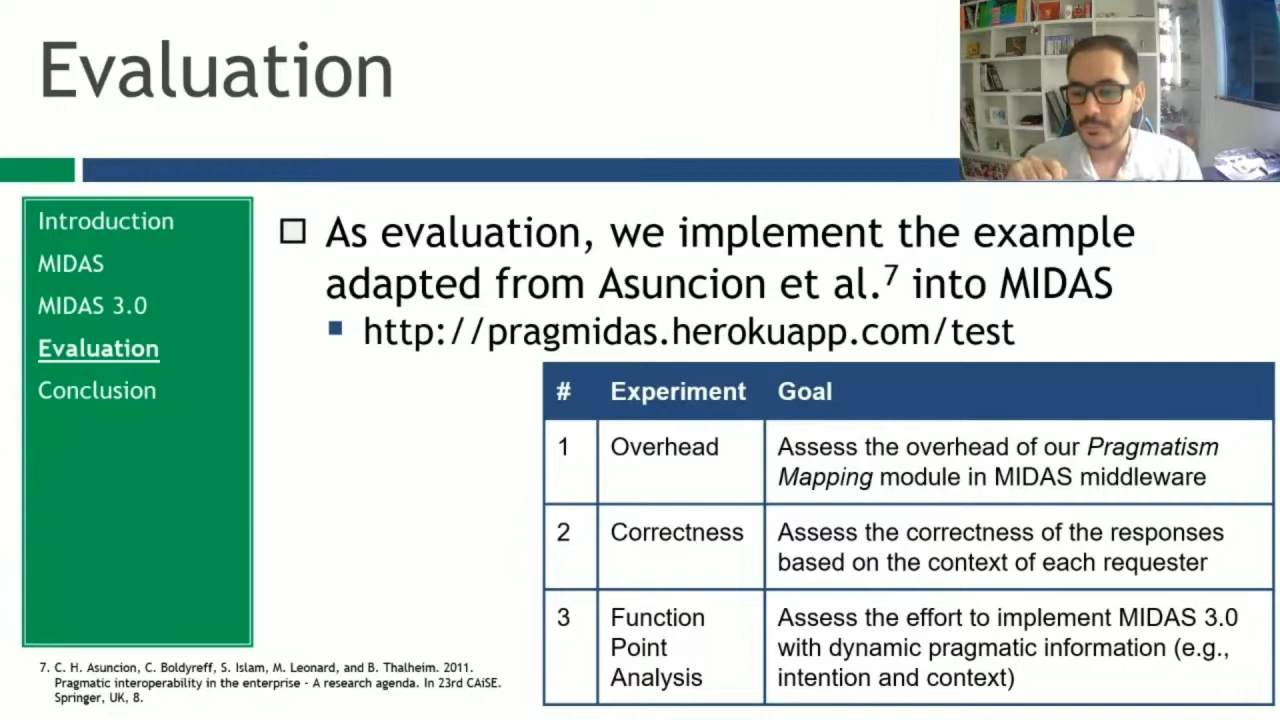 Evaluation
Introduction
MIDAS
MIDAS 3.0
Evaluation
Conclusion
As evaluation, we implement the example
adapted from Asuncion et al.⁷ into MIDAS
http://pragmidas.herokuapp.com/test
# Experiment Goal
1 Overhead Assess the overhead of our Pragmatism
Mapping module in MIDAS middleware
2 Correctness Assess the correctness of the responses
based on the context of each requester
3 Function Assess the effort to implement MIDAS 3.0
Point with dynamic pragmatic information (e.g.,
Analysis intention and context)
7. C. H. Asuncion, C. Boldyreff, S. Islam, M. Leonard, and B. Thalheim. 2011.
Pragmatic interoperability in the enterprise - A research agenda. In 23rd CAiSE.
Springer, UK, 8.